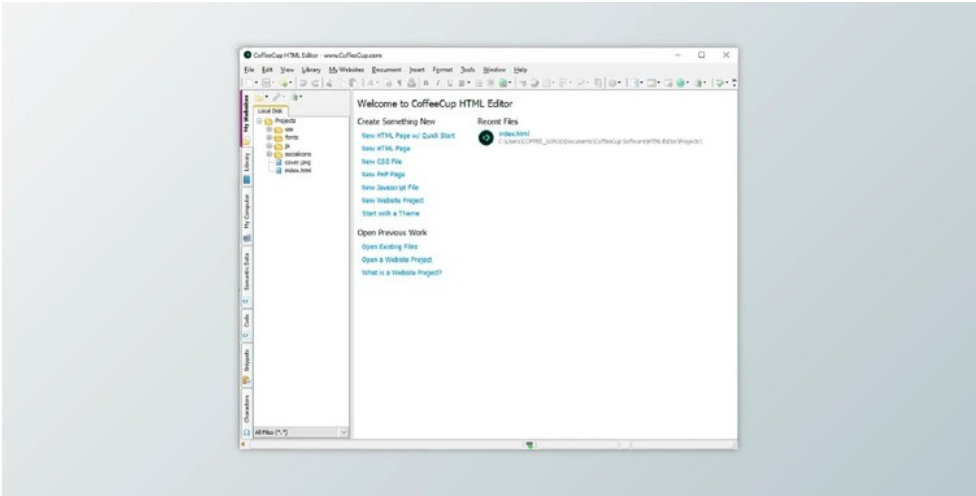 CoffeeCup HTML Editor - www.CoffeeCup.com
File Edit View Library My Websites Document Insert Format Tools Window Help
My Websites
Library
My Computer
Semantic Data
Code
Snippets
Characters
Local Disk
Projects
css
fonts
js
socialicons
cover.png
index.html
All Files (*.*)
Welcome to CoffeeCup HTML Editor
Create Something New
New HTML Page w/ Quick Start
New HTML Page
New CSS File
New PHP Page
New Javascript File
New Website Project
Start with a Theme
Open Previous Work
Open Existing Files
Open a Website Project
What is a Website Project?
Recent Files
index.html